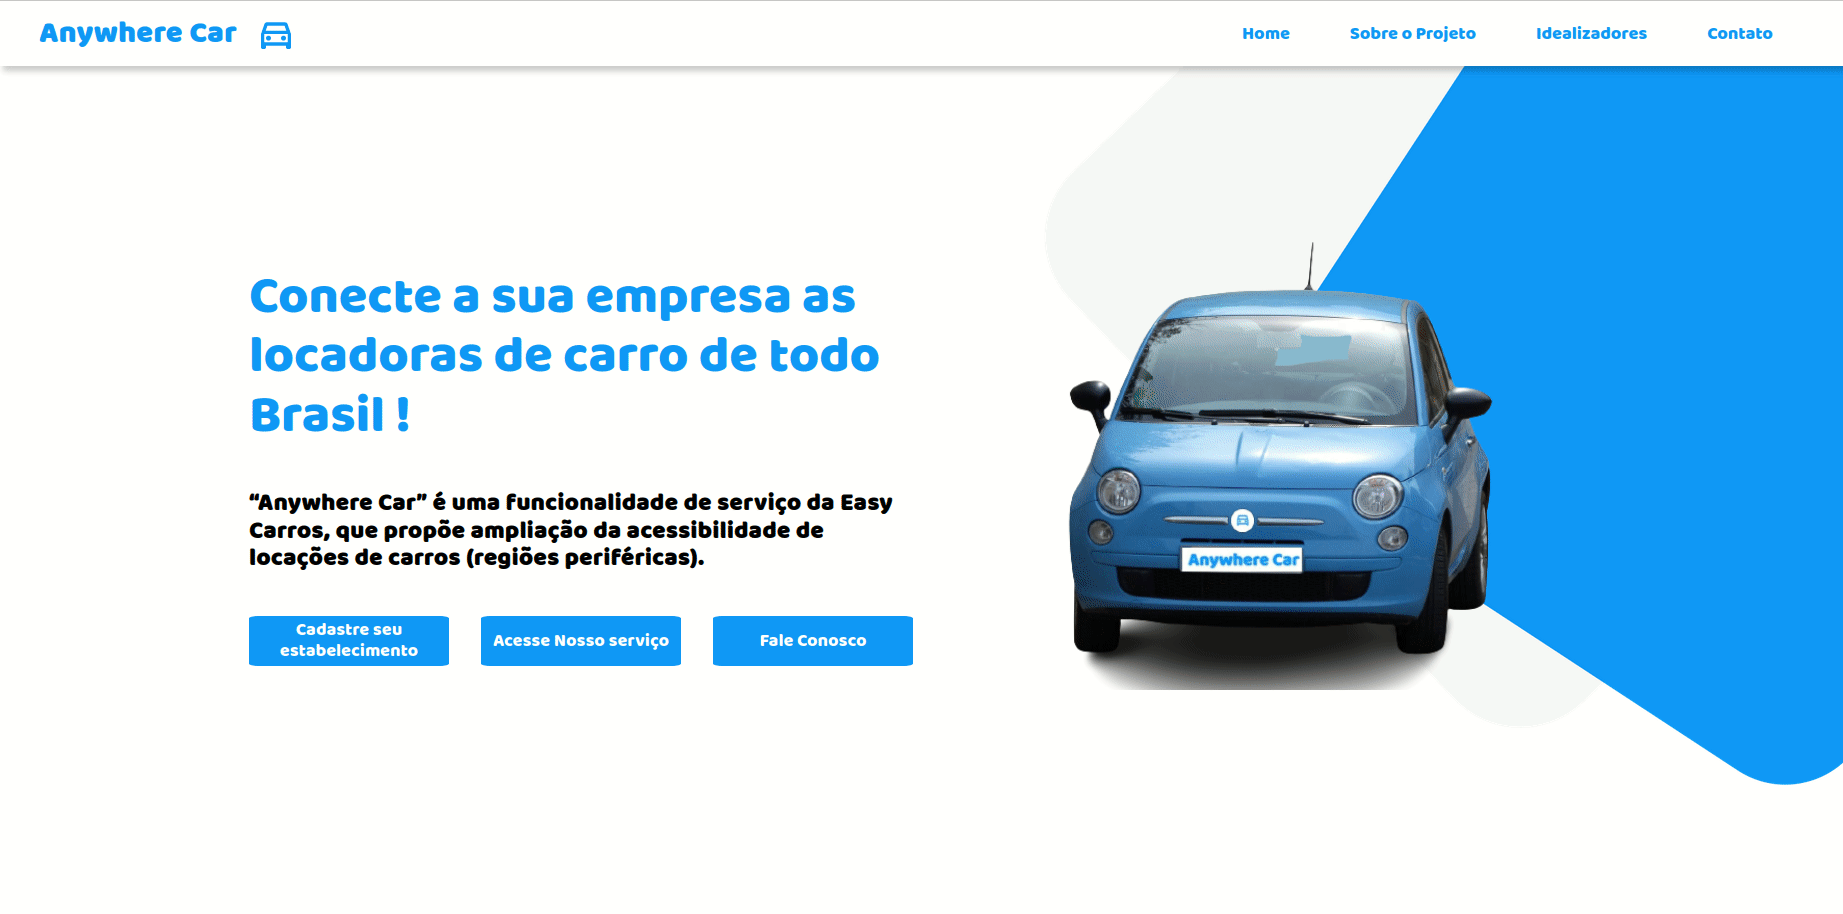 Anywhere Car
Home
Sobre o Projeto
Idealizadores
Contato
Conecte a sua empresa as
locadoras de carro de todo
Brasil !
“Anywhere Car” é uma funcionalidade de serviço da Easy
Carros, que propõe ampliação da acessibilidade de
locações de carros (regiões periféricas).
Anywhere Car
Cadastre seu
estabelecimento
Acesse Nosso serviço
Fale Conosco